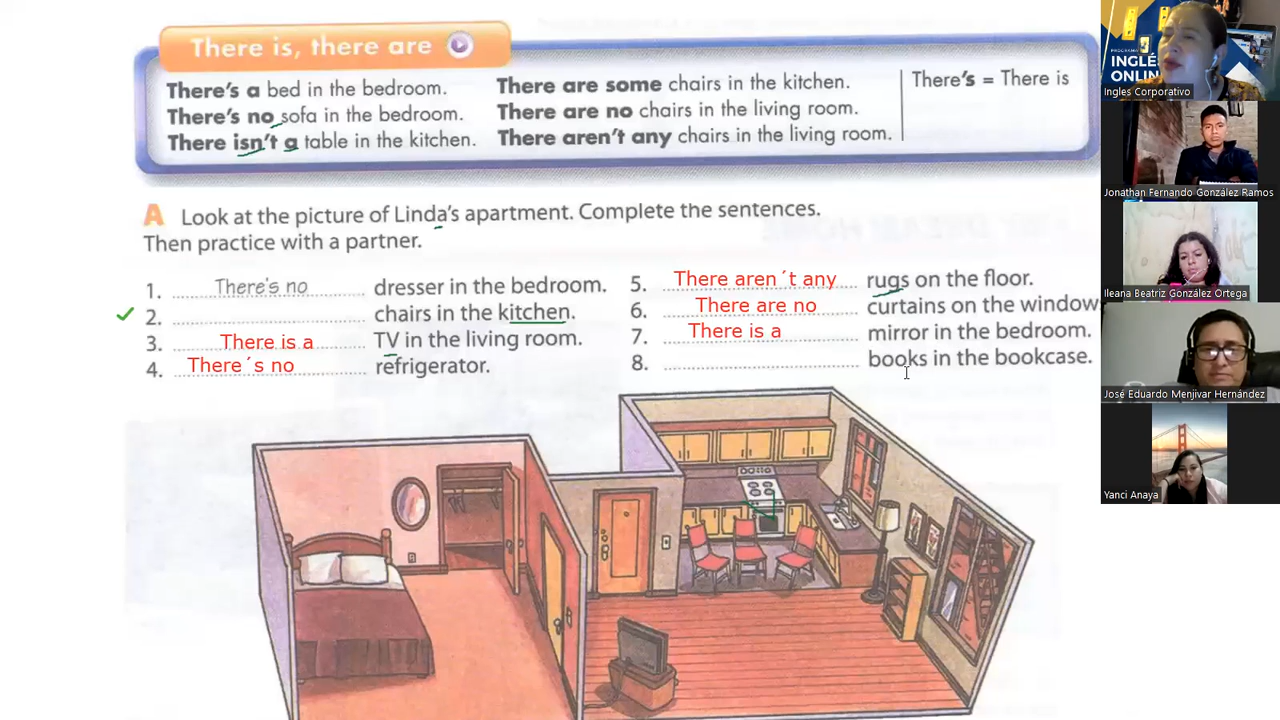 There is, there are
There's a bed in the bedroom.
There's no sofa in the bedroom.
There isn't a table in the kitchen.
There are some chairs in the kitchen.
There are no chairs in the living room.
There aren't any chairs in the living room.
There's = There is
A Look at the picture of Linda's apartment. Complete the sentences.
Then practice with a partner.
1. There's no dresser in the bedroom.
2. chairs in the kitchen.
3. There is a TV in the living room.
4. There´s no refrigerator.
5. There aren´t any rugs on the floor.
6. There are no curtains on the window
7. There is a mirror in the bedroom.
8. books in the bookcase.
PROGRAMA
INGLÉS
ONLIN
Ingles Corporativo
Jonathan Fernando González Ramos
Ileana Beatriz González Ortega
José Eduardo Menjivar Hernández
Yanci Anaya